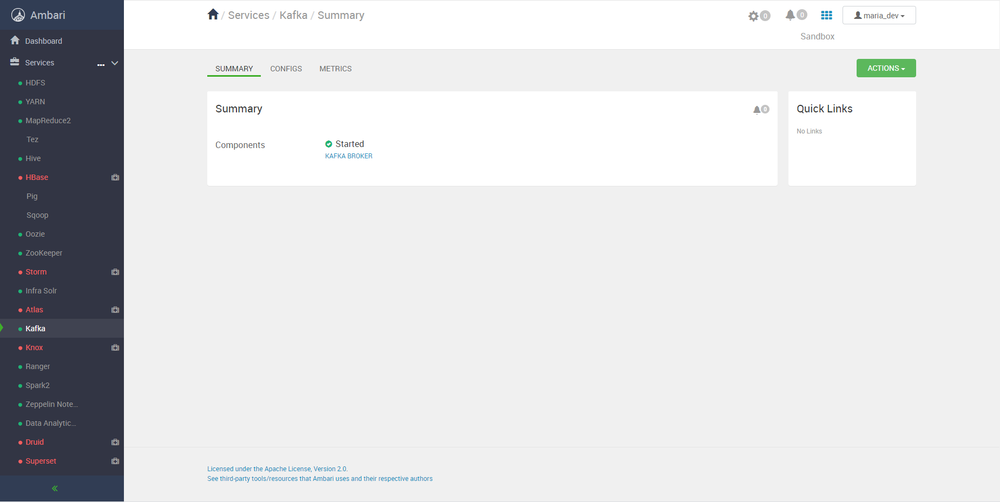 Ambari
Dashboard
Services
HDFS
YARN
MapReduce2
Tez
Hive
HBase
Pig
Sqoop
Oozie
ZooKeeper
Storm
Infra Solr
Atlas
Kafka
Knox
Ranger
Spark2
Zeppelin Note...
Data Analytic...
Druid
Superset
/ Services / Kafka / Summary
0
0
maria_dev
Sandbox
SUMMARY CONFIGS METRICS
ACTIONS
Summary
0
Components
Started
KAFKA BROKER
Quick Links
No Links
Licensed under the Apache License, Version 2.0.
See third-party tools/resources that Ambari uses and their respective authors